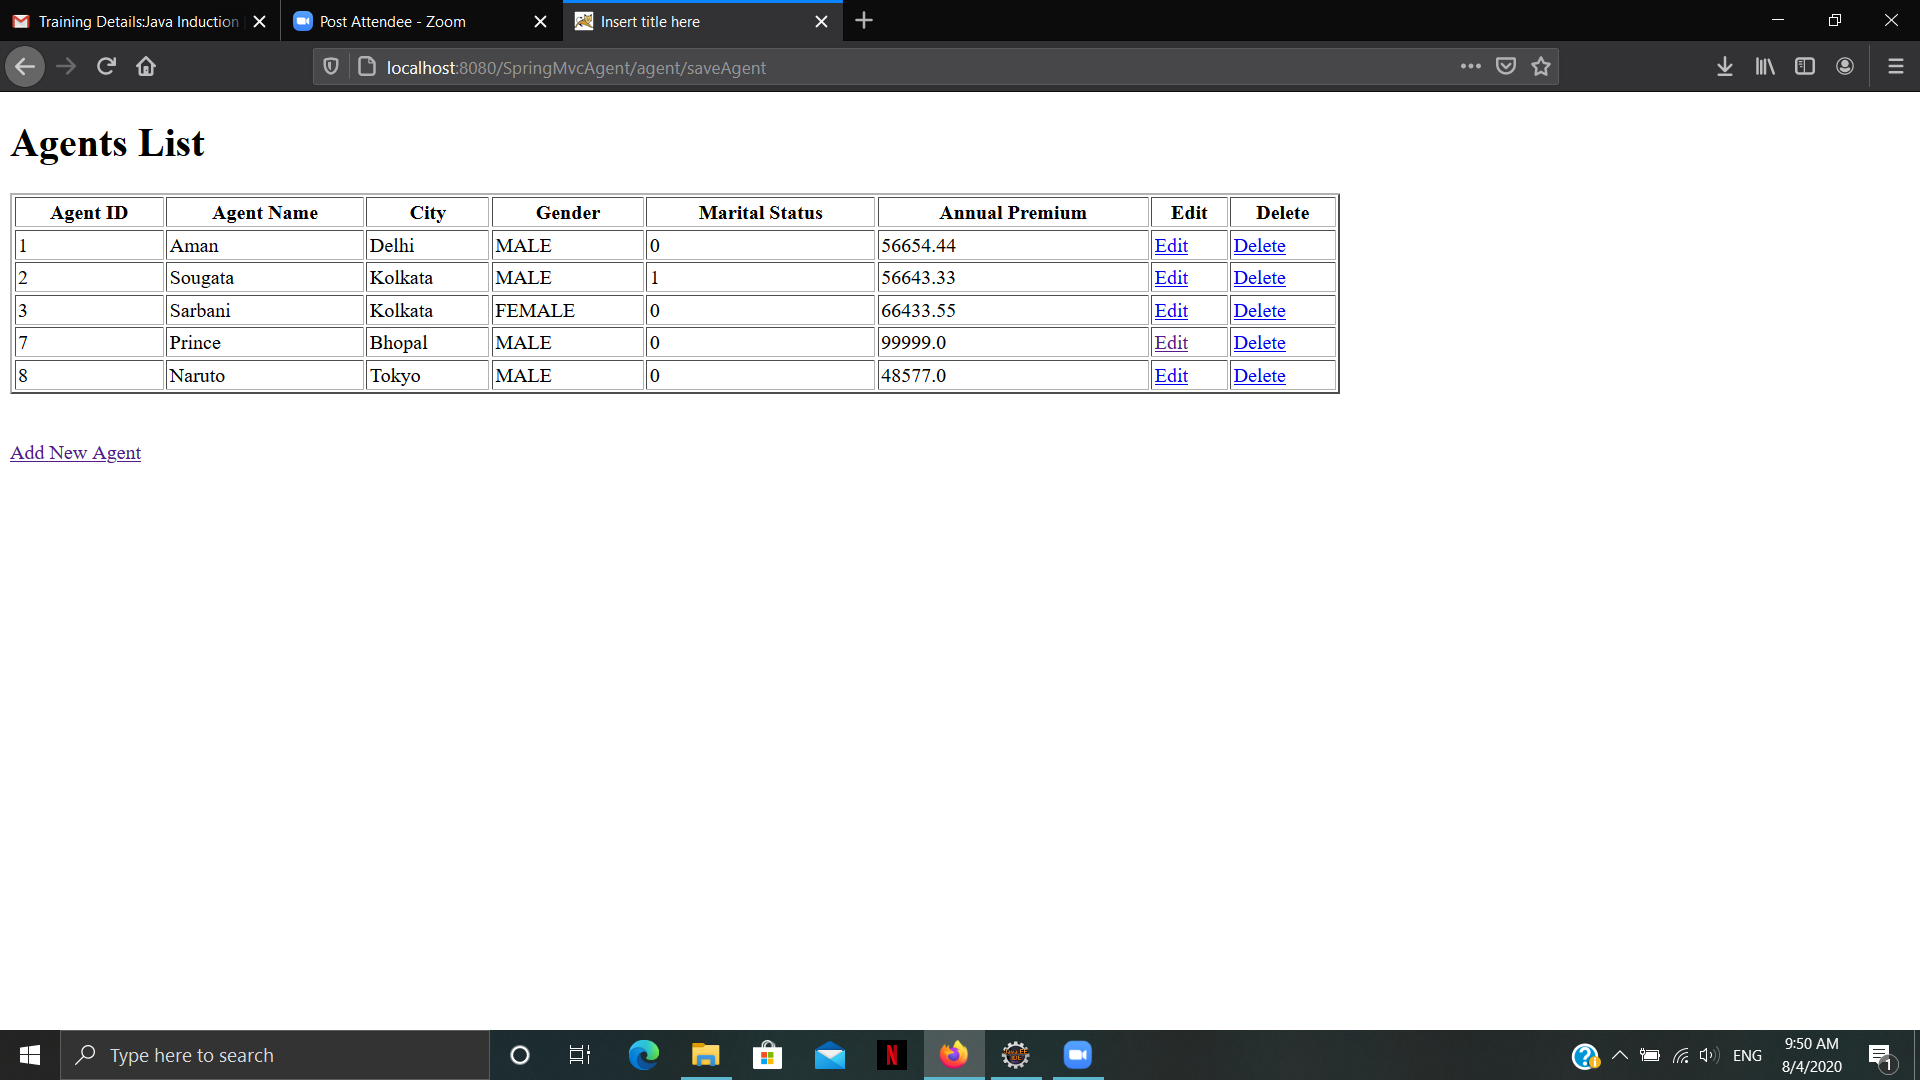 Training Details:Java Induction
Post Attendee - Zoom
Insert title here
localhost:8080/SpringMvcAgent/agent/saveAgent
Agents List
Agent ID Agent Name City Gender Marital Status Annual Premium Edit Delete
1 Aman Delhi MALE 0 56654.44 Edit Delete
2 Sougata Kolkata MALE 1 56643.33 Edit Delete
3 Sarbani Kolkata FEMALE 0 66433.55 Edit Delete
7 Prince Bhopal MALE 0 99999.0 Edit Delete
8 Naruto Tokyo MALE 0 48577.0 Edit Delete
Add New Agent
Type here to search
N
ENG
9:50 AM
8/4/2020
1